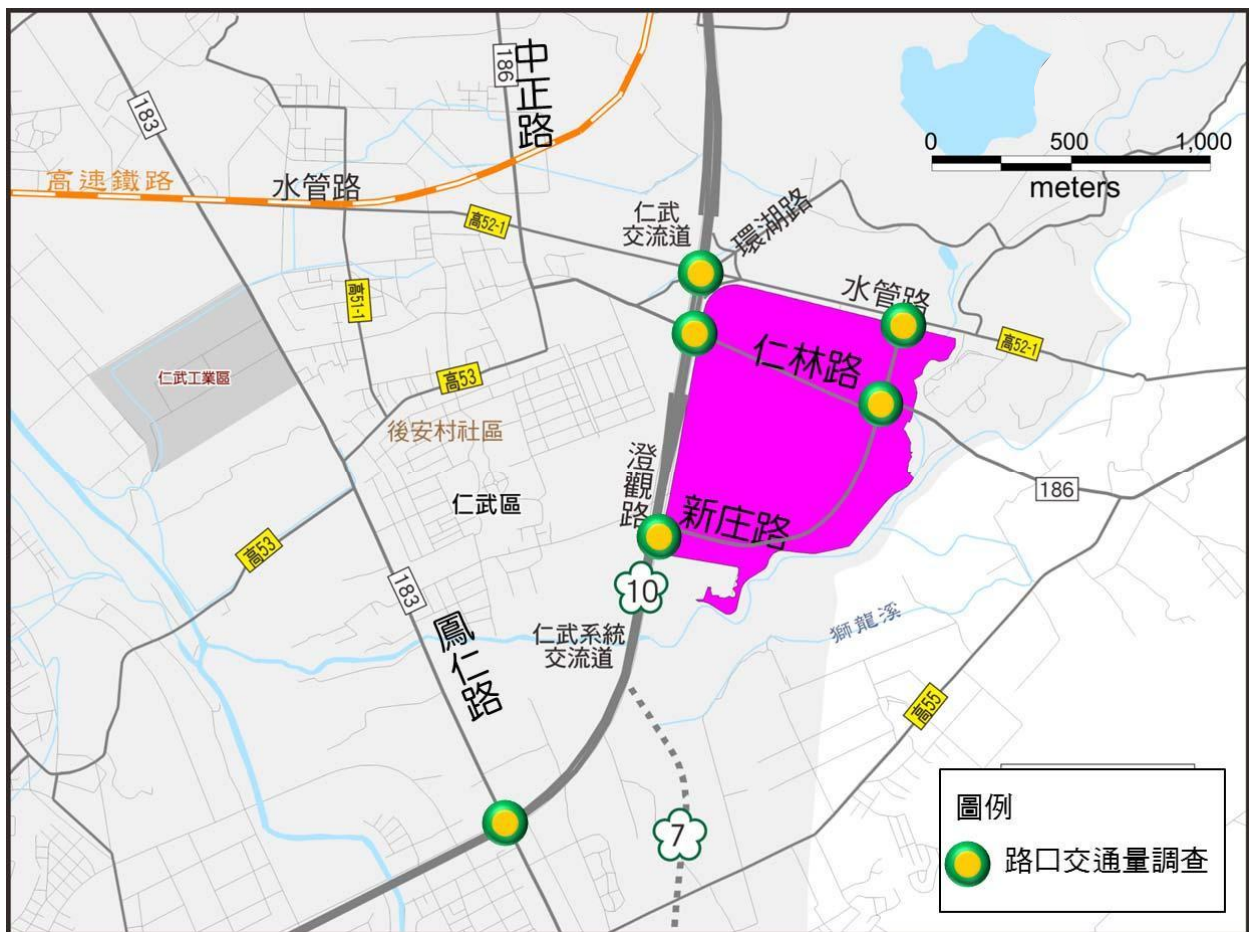 186
中正路
183
0 500 1,000
meters
高速鐵路
水管路
高52-1
仁武
交流道
環湖路
水管路
高51-1
高52-1
仁林路
仁武工業區
高53
後安村社區
澄觀路
仁武區
186
新庄路
高53
10
183
獅龍溪
鳳仁路
仁武系統
交流道
高55
7
圖例
路口交通量調查